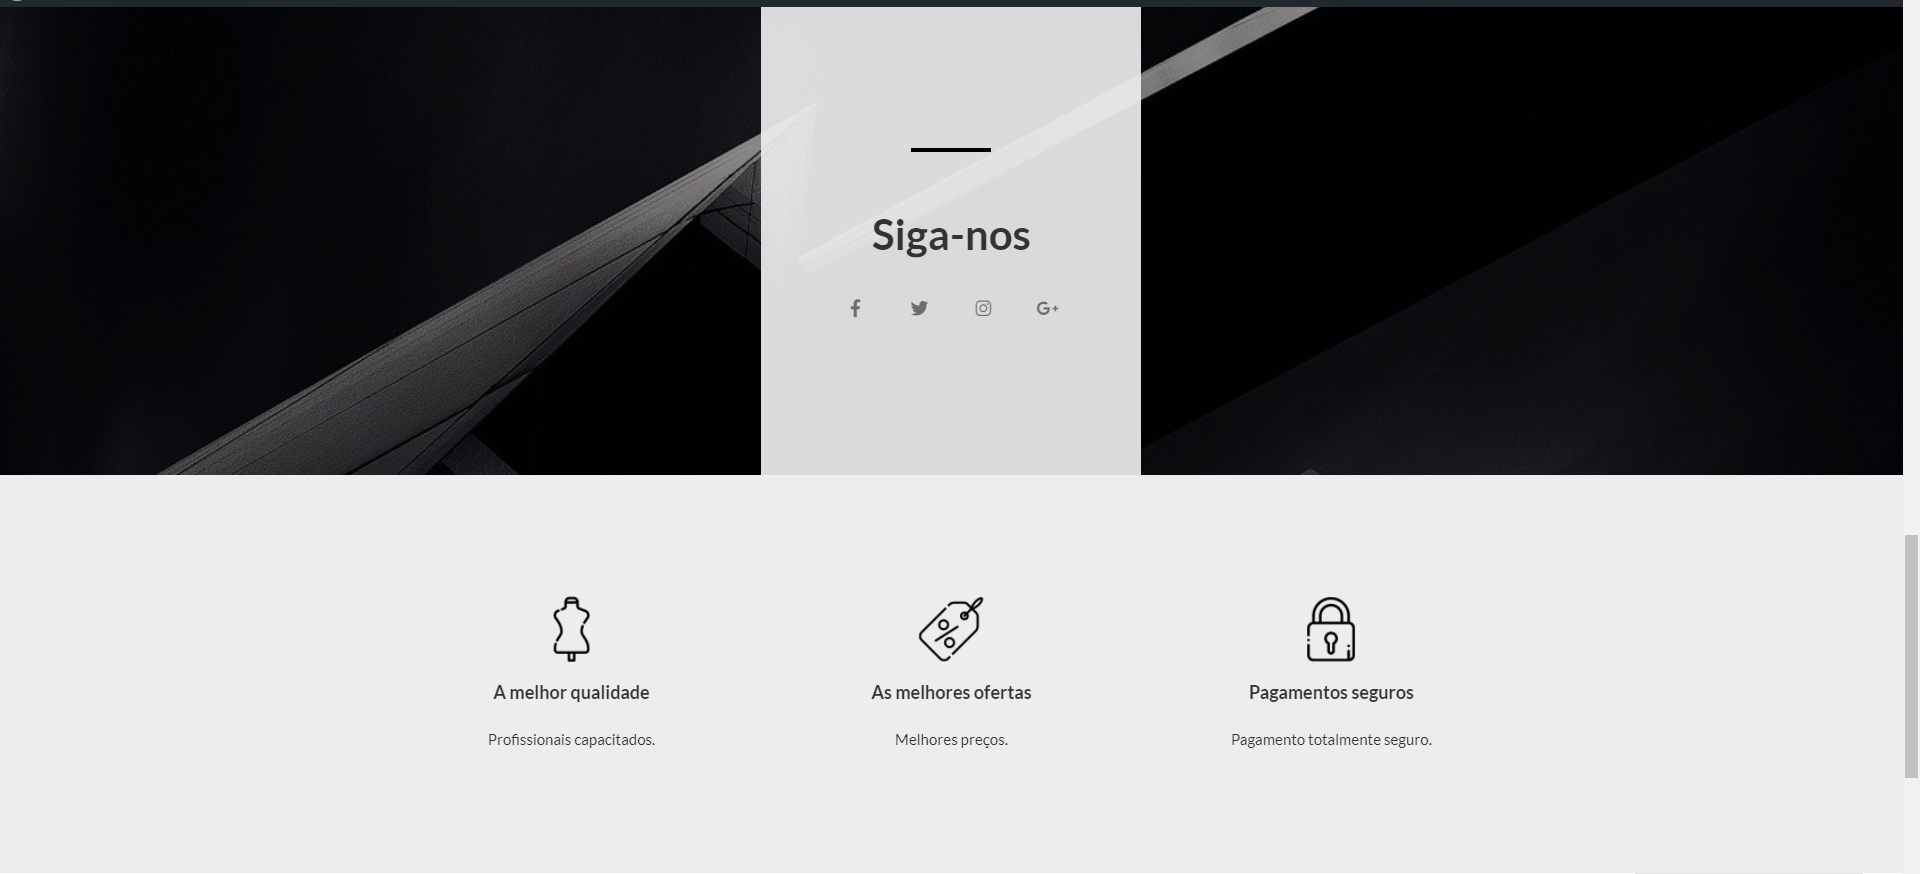 Siga-nos
G+
A melhor qualidade
As melhores ofertas
Pagamentos seguros
Profissionais capacitados.
Melhores preços.
Pagamento totalmente seguro.